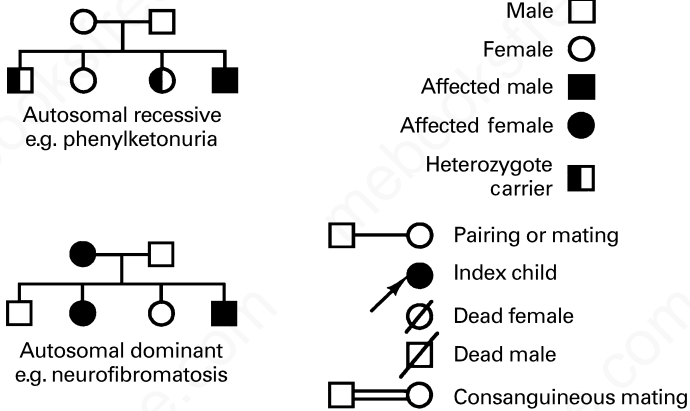 Male
Female
Affected male
Affected female
Heterozygote
carrier
Autosomal recessive
e.g. phenylketonuria
Pairing or mating
Index child
Dead female
Dead male
Consanguineous mating
Autosomal dominant
e.g. neurofibromatosis